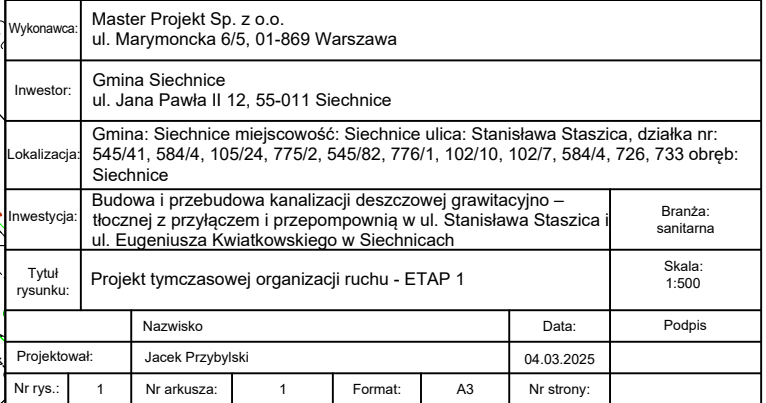 Wykonawca:
Master Projekt Sp. z o.o.
ul. Marymoncka 6/5, 01-869 Warszawa
Inwestor:
Gmina Siechnice
ul. Jana Pawła II 12, 55-011 Siechnice
Lokalizacja:
Gmina: Siechnice miejscowość: Siechnice ulica: Stanisława Staszica, działka nr:
545/41, 584/4, 105/24, 775/2, 545/82, 776/1, 102/10, 102/7, 584/4, 726, 733 obręb:
Siechnice
Inwestycja:
Budowa i przebudowa kanalizacji deszczowej grawitacyjno –
tłocznej z przyłączem i przepompownią w ul. Stanisława Staszica i
ul. Eugeniusza Kwiatkowskiego w Siechnicach
Branża:
sanitarna
Tytuł
rysunku:
Projekt tymczasowej organizacji ruchu - ETAP 1
Skala:
1:500
Nazwisko
Data:
Podpis
Projektował:
Jacek Przybylski
04.03.2025
Nr rys.:
1
Nr arkusza:
1
Format:
A3
Nr strony: